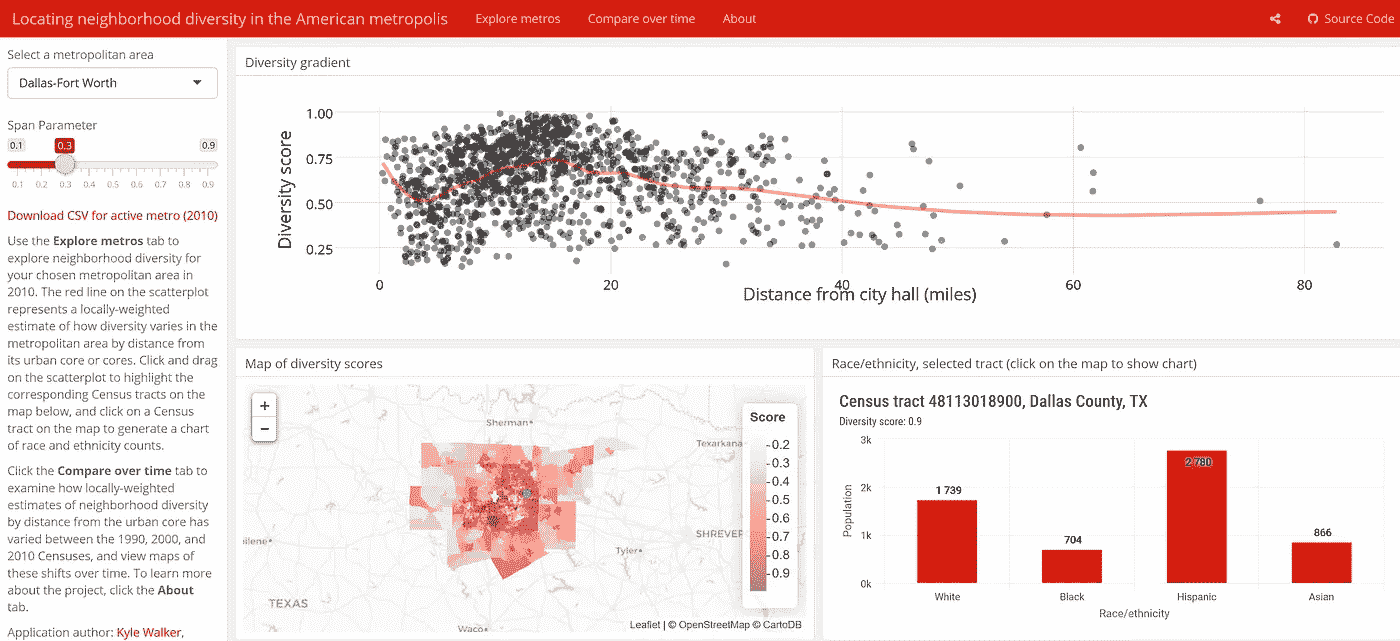 Locating neighborhood diversity in the American metropolis Explore metros Compare over time About Source Code
Select a metropolitan area
Dallas-Fort Worth
Span Parameter
0.1 0.3 0.9
0.1 0.2 0.3 0.4 0.5 0.6 0.7 0.8 0.9
Download CSV for active metro (2010)
Use the Explore metros tab to
explore neighborhood diversity for
your chosen metropolitan area in
2010. The red line on the scatterplot
represents a locally-weighted
estimate of how diversity varies in the
metropolitan area by distance from
its urban core or cores. Click and drag
on the scatterplot to highlight the
corresponding Census tracts on the
map below, and click on a Census
tract on the map to generate a chart
of race and ethnicity counts.
Click the Compare over time tab to
examine how locally-weighted
estimates of neighborhood diversity
by distance from the urban core has
varied between the 1990, 2000, and
2010 Censuses, and view maps of
these shifts over time. To learn more
about the project, click the About
tab.
Application author: Kyle Walker,
Diversity gradient
Diversity score
1.00
0.75
0.50
0.25
0 20 40 60 80
Distance from city hall (miles)
Map of diversity scores
+
−
Sherman
Texarkana
ilene
SHREVEP
Tyler
TEXAS
Waco
Score
0.2
0.3
0.4
0.5
0.6
0.7
0.8
0.9
Leaflet | © OpenStreetMap © CartoDB
Race/ethnicity, selected tract (click on the map to show chart)
Census tract 48113018900, Dallas County, TX
Diversity score: 0.9
Population
3k
2k
1k
0k
1 739
704
2 780
866
White Black Hispanic Asian
Race/ethnicity